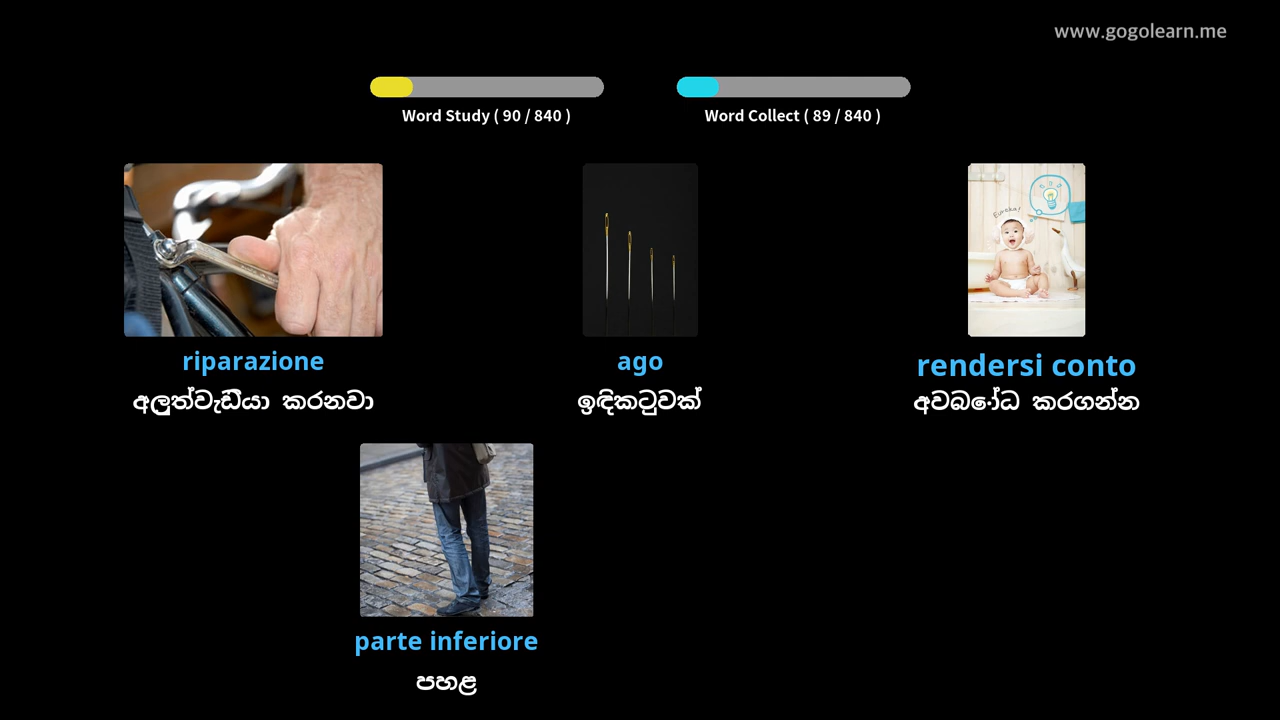 www.gogolearn.me
Word Study ( 90 / 840 )
Word Collect ( 89 / 840 )
riparazione
අලුත්වැඩියා කරනවා
ago
ඉඳිකටුවක්
Eureka!
rendersi conto
අවබෝධ කරගන්න
parte inferiore
පහළ